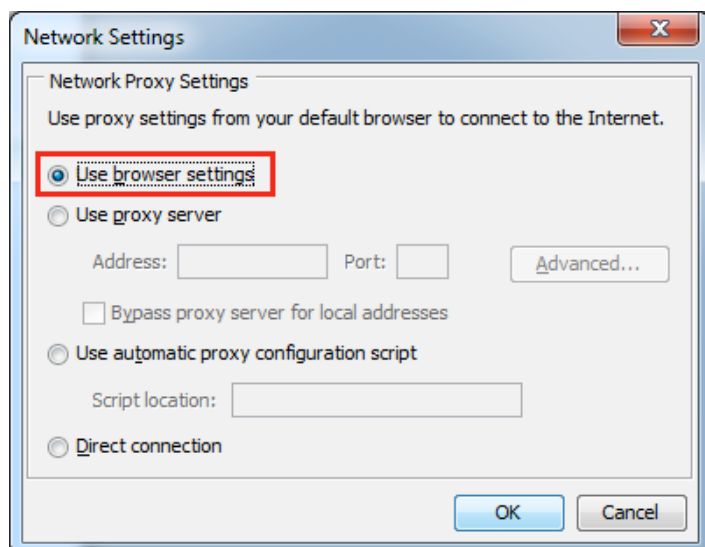 Network Settings
Network Proxy Settings
Use proxy settings from your default browser to connect to the Internet.
Use browser settings
Use proxy server
Address: Port: Advanced...
Bypass proxy server for local addresses
Use automatic proxy configuration script
Script location:
Direct connection
OK Cancel